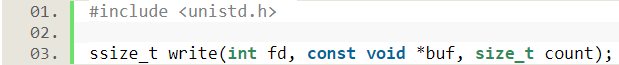 01. #include <unistd.h>
02.
03. ssize_t write(int fd, const void *buf, size_t count);